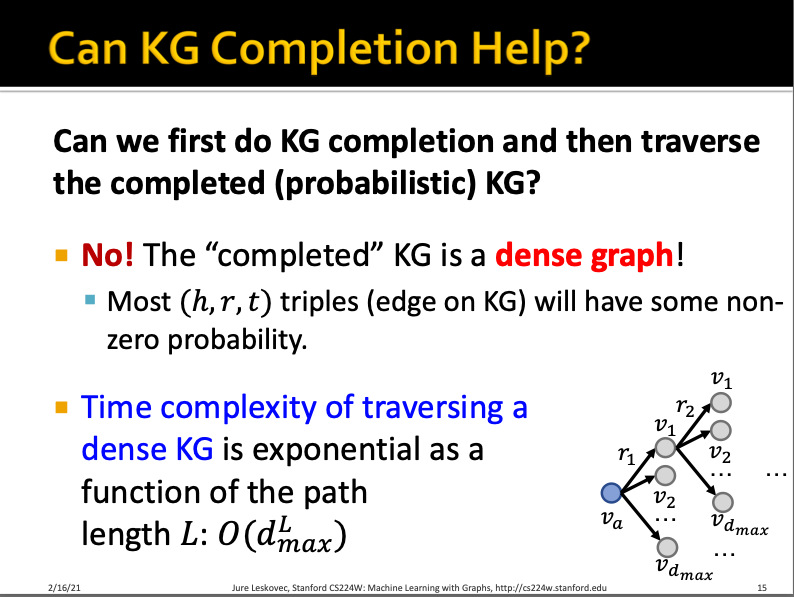 Can KG Completion Help?
Can we first do KG completion and then traverse
the completed (probabilistic) KG?
No! The “completed” KG is a dense graph!
Most (h, r, t) triples (edge on KG) will have some non-
zero probability.
Time complexity of traversing a
dense KG is exponential as a
function of the path
length L: O(d_{max}^{L})
v_1
r_2
v_1
r_1
v_2
...
...
v_2
v_a
...
v_{d_{max}}
...
v_{d_{max}}
2/16/21
Jure Leskovec, Stanford CS224W: Machine Learning with Graphs, http://cs224w.stanford.edu
15